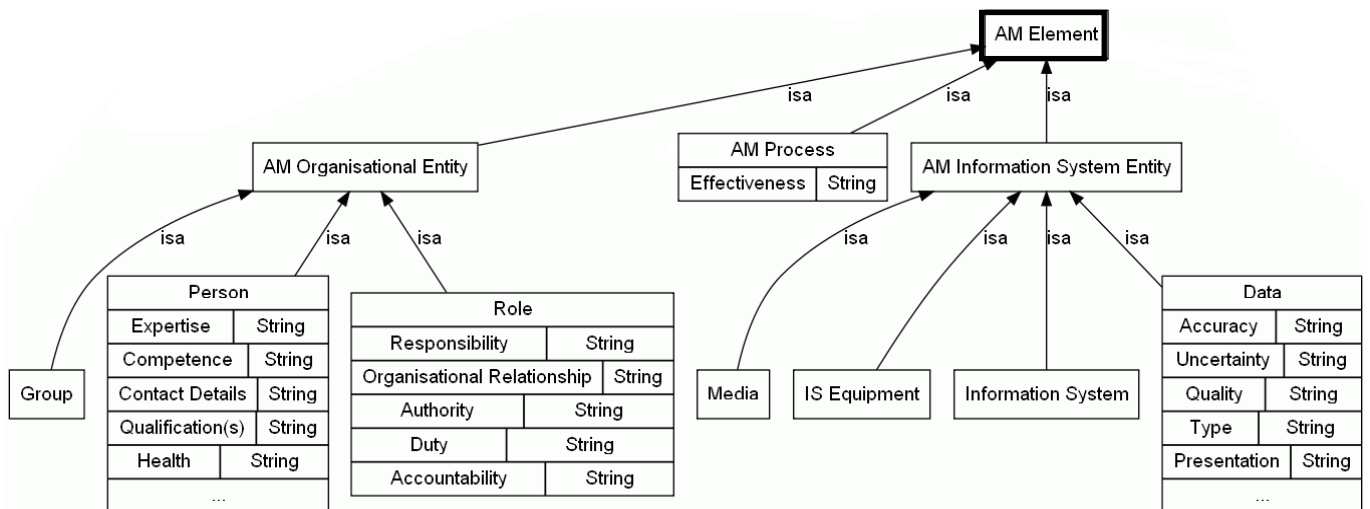 AM Element
isa
isa
isa
AM Organisational Entity
AM Process
Effectiveness String
AM Information System Entity
isa
isa
isa
isa
isa
isa
isa
Group
Person
Expertise String
Competence String
Contact Details String
Qualification(s) String
Health String
...
Role
Responsibility String
Organisational Relationship String
Authority String
Duty String
Accountability String
Media
IS Equipment
Information System
Data
Accuracy String
Uncertainty String
Quality String
Type String
Presentation String
...